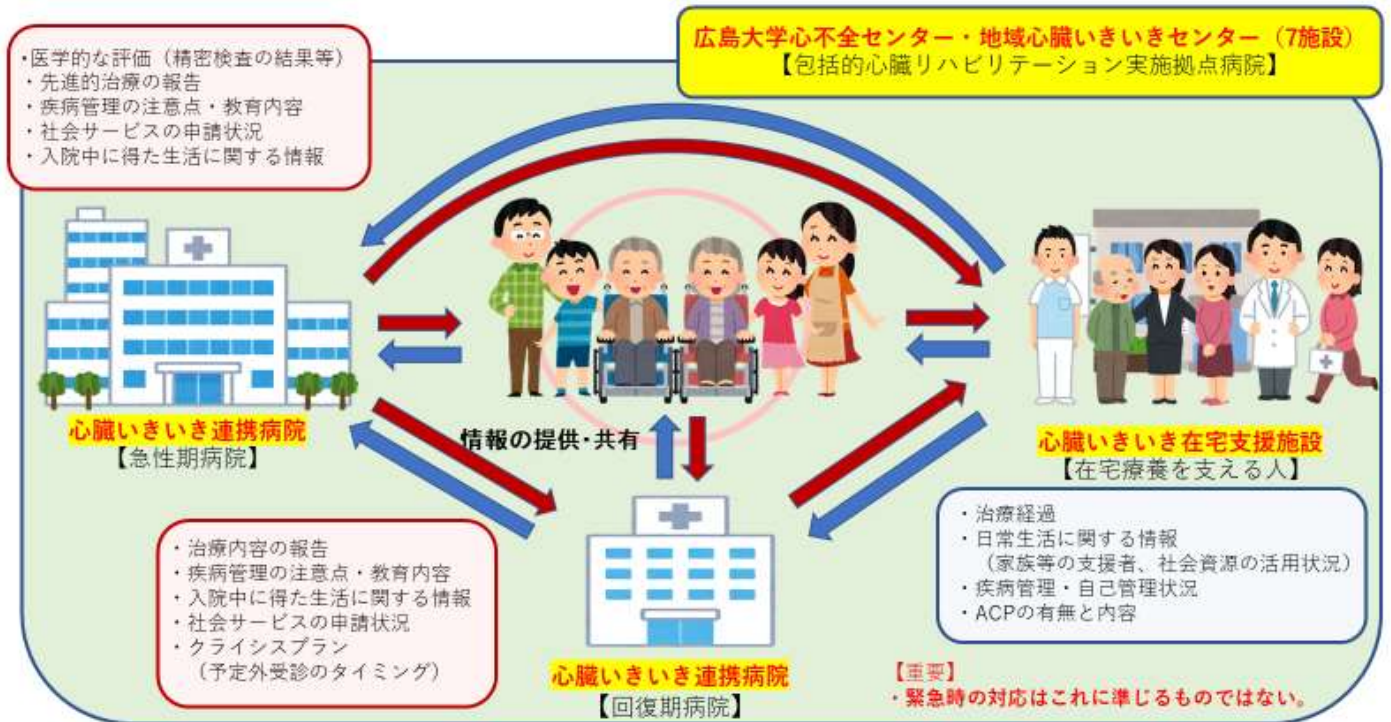 ・医学的な評価（精密検査の結果等）
・先進的治療の報告
・疾病管理の注意点・教育内容
・社会サービスの申請状況
・入院中に得た生活に関する情報
広島大学心不全センター・地域心臓いきいきセンター（7施設）
【包括的心臓リハビリテーション実施拠点病院】
心臓いきいき連携病院
【急性期病院】
情報の提供・共有
心臓いきいき在宅支援施設
【在宅療養を支える人】
・治療内容の報告
・疾病管理の注意点・教育内容
・入院中に得た生活に関する情報
・社会サービスの申請状況
・クライシスプラン
（予定外受診のタイミング）
心臓いきいき連携病院
【回復期病院】
・治療経過
・日常生活に関する情報
（家族等の支援者、社会資源の活用状況）
・疾病管理・自己管理状況
・ACPの有無と内容
【重要】
・緊急時の対応はこれに準じるものではない。